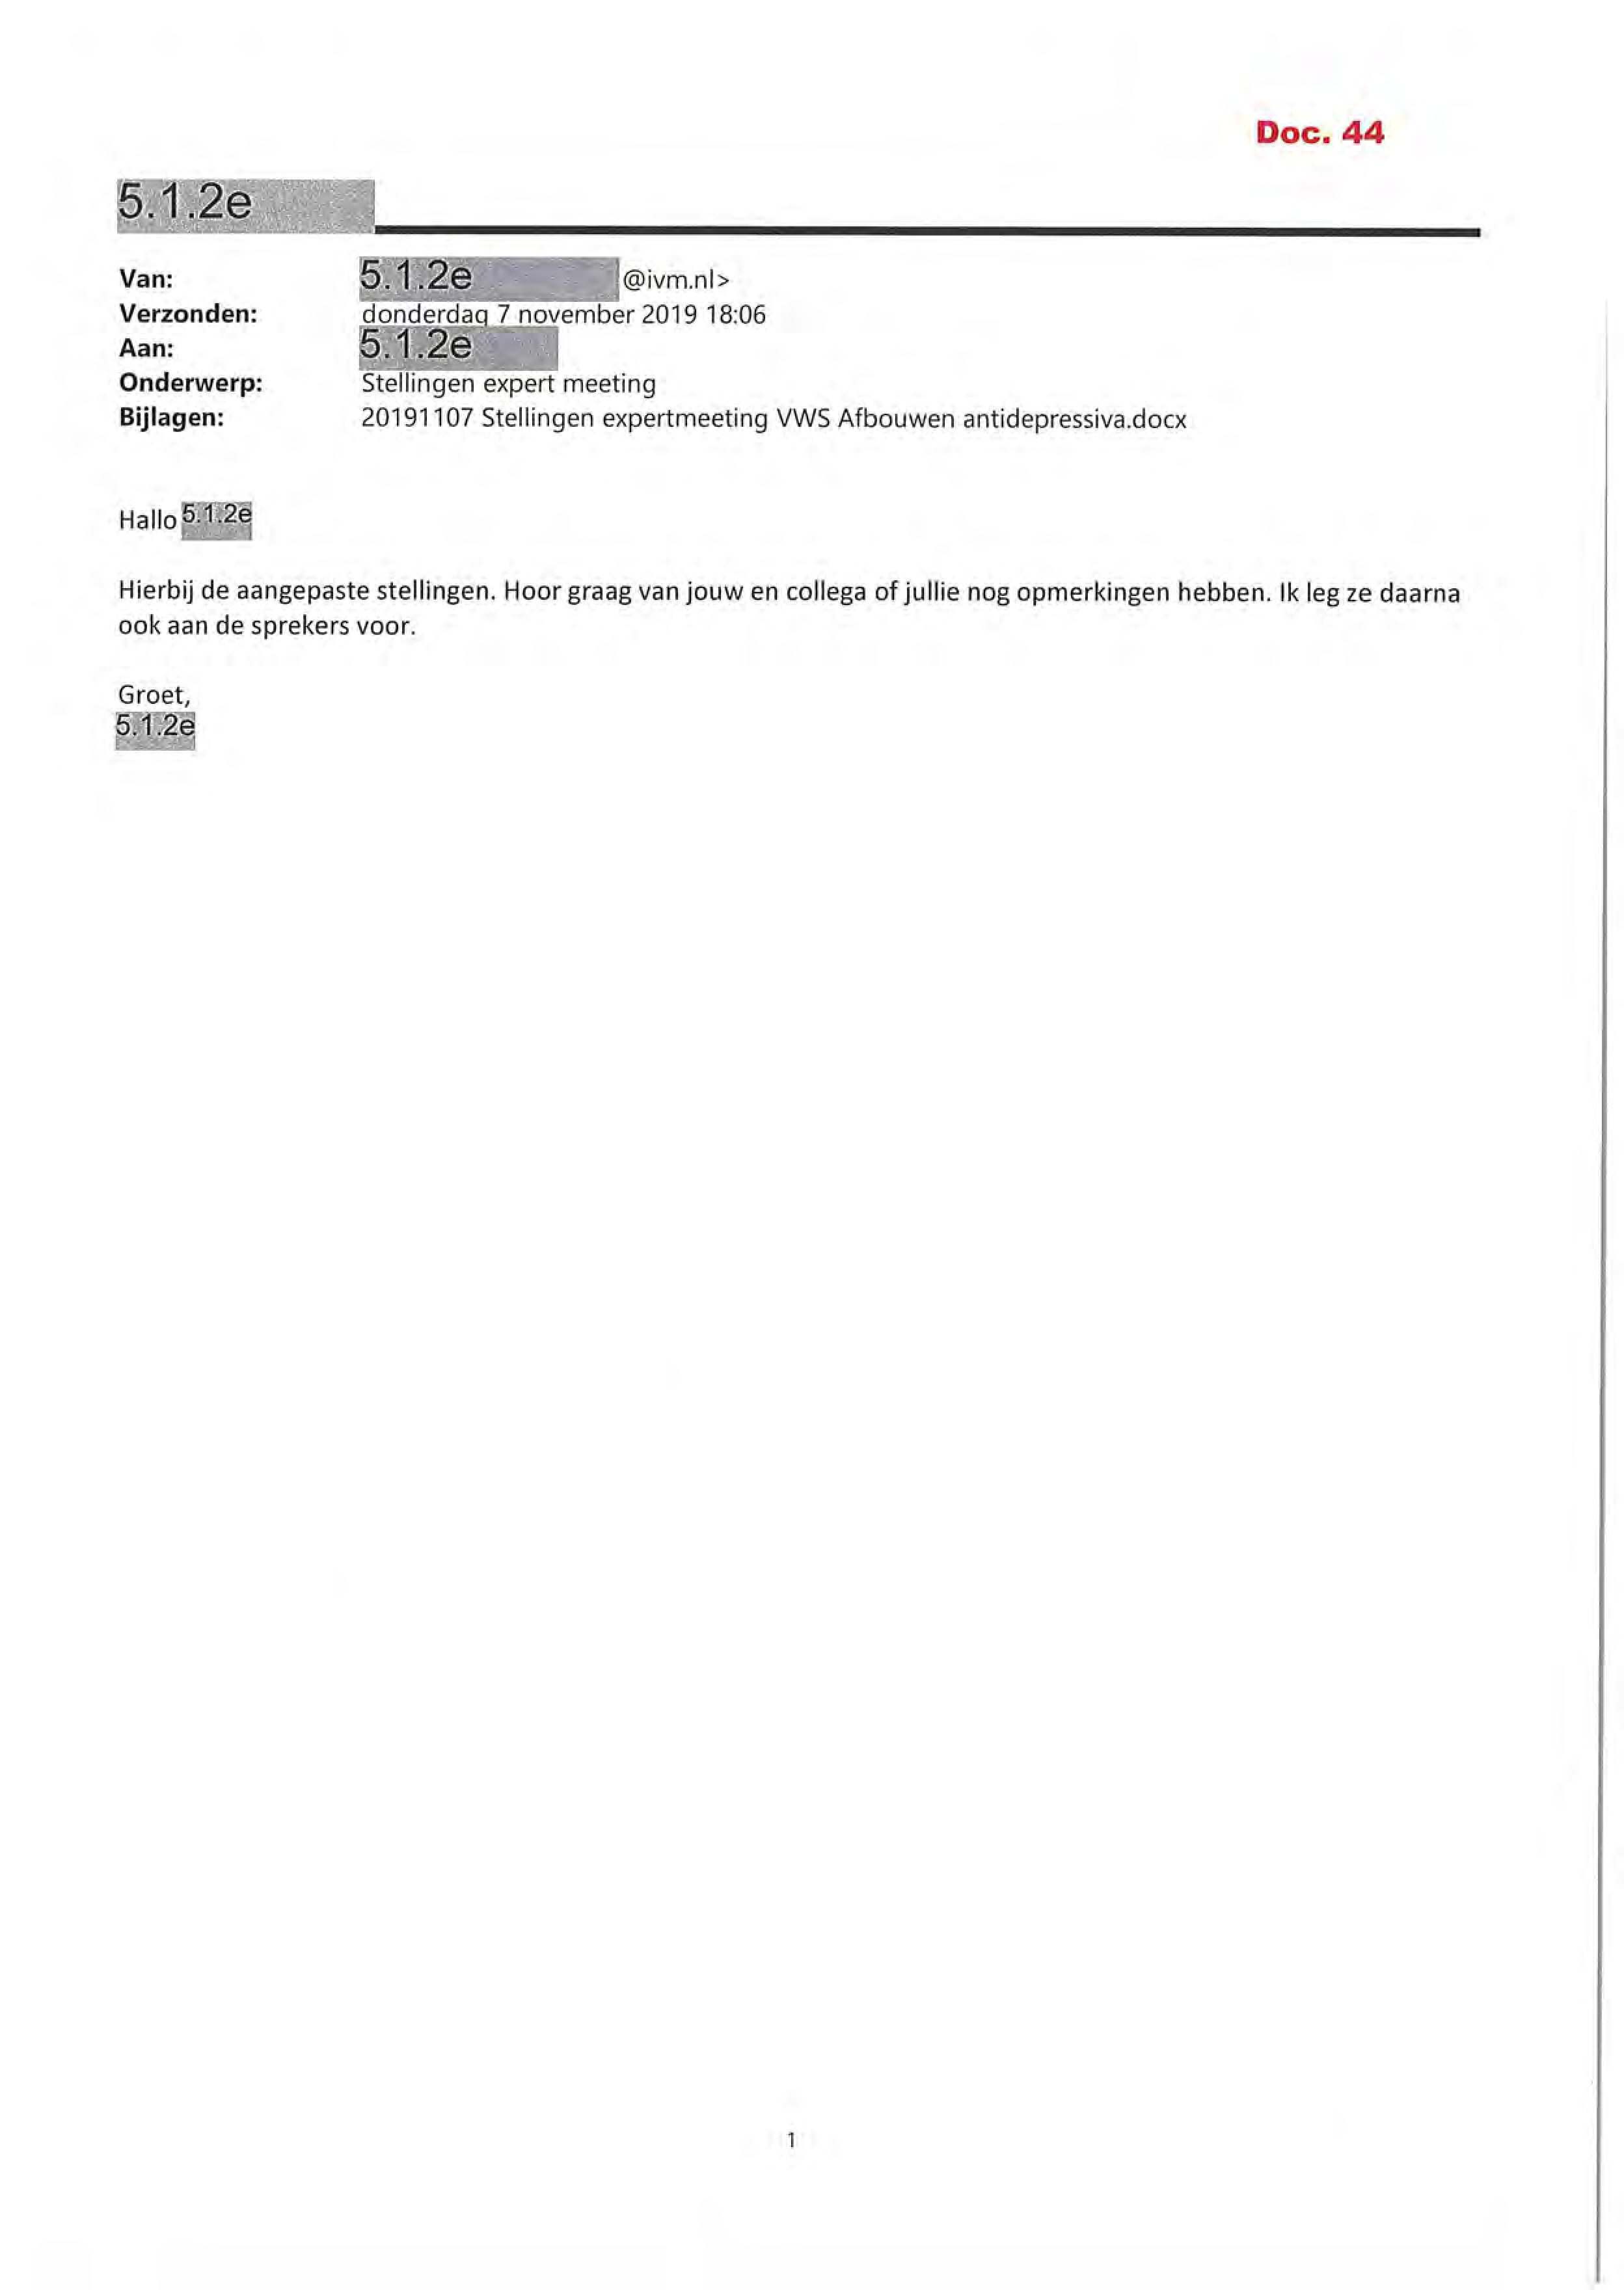 Doc. 44
5.1.2e
Van: 5.1.2e @ivm.nl>
Verzonden: donderdag 7 november 2019 18:06
Aan: 5.1.2e
Onderwerp: Stellingen expert meeting
Bijlagen: 20191107 Stellingen expertmeeting VWS Afbouwen antidepressiva.docx
Hallo 5.1.2e
Hierbij de aangepaste stellingen. Hoor graag van jouw en collega of jullie nog opmerkingen hebben. Ik leg ze daarna
ook aan de sprekers voor.
Groet,
5.1.2e
1